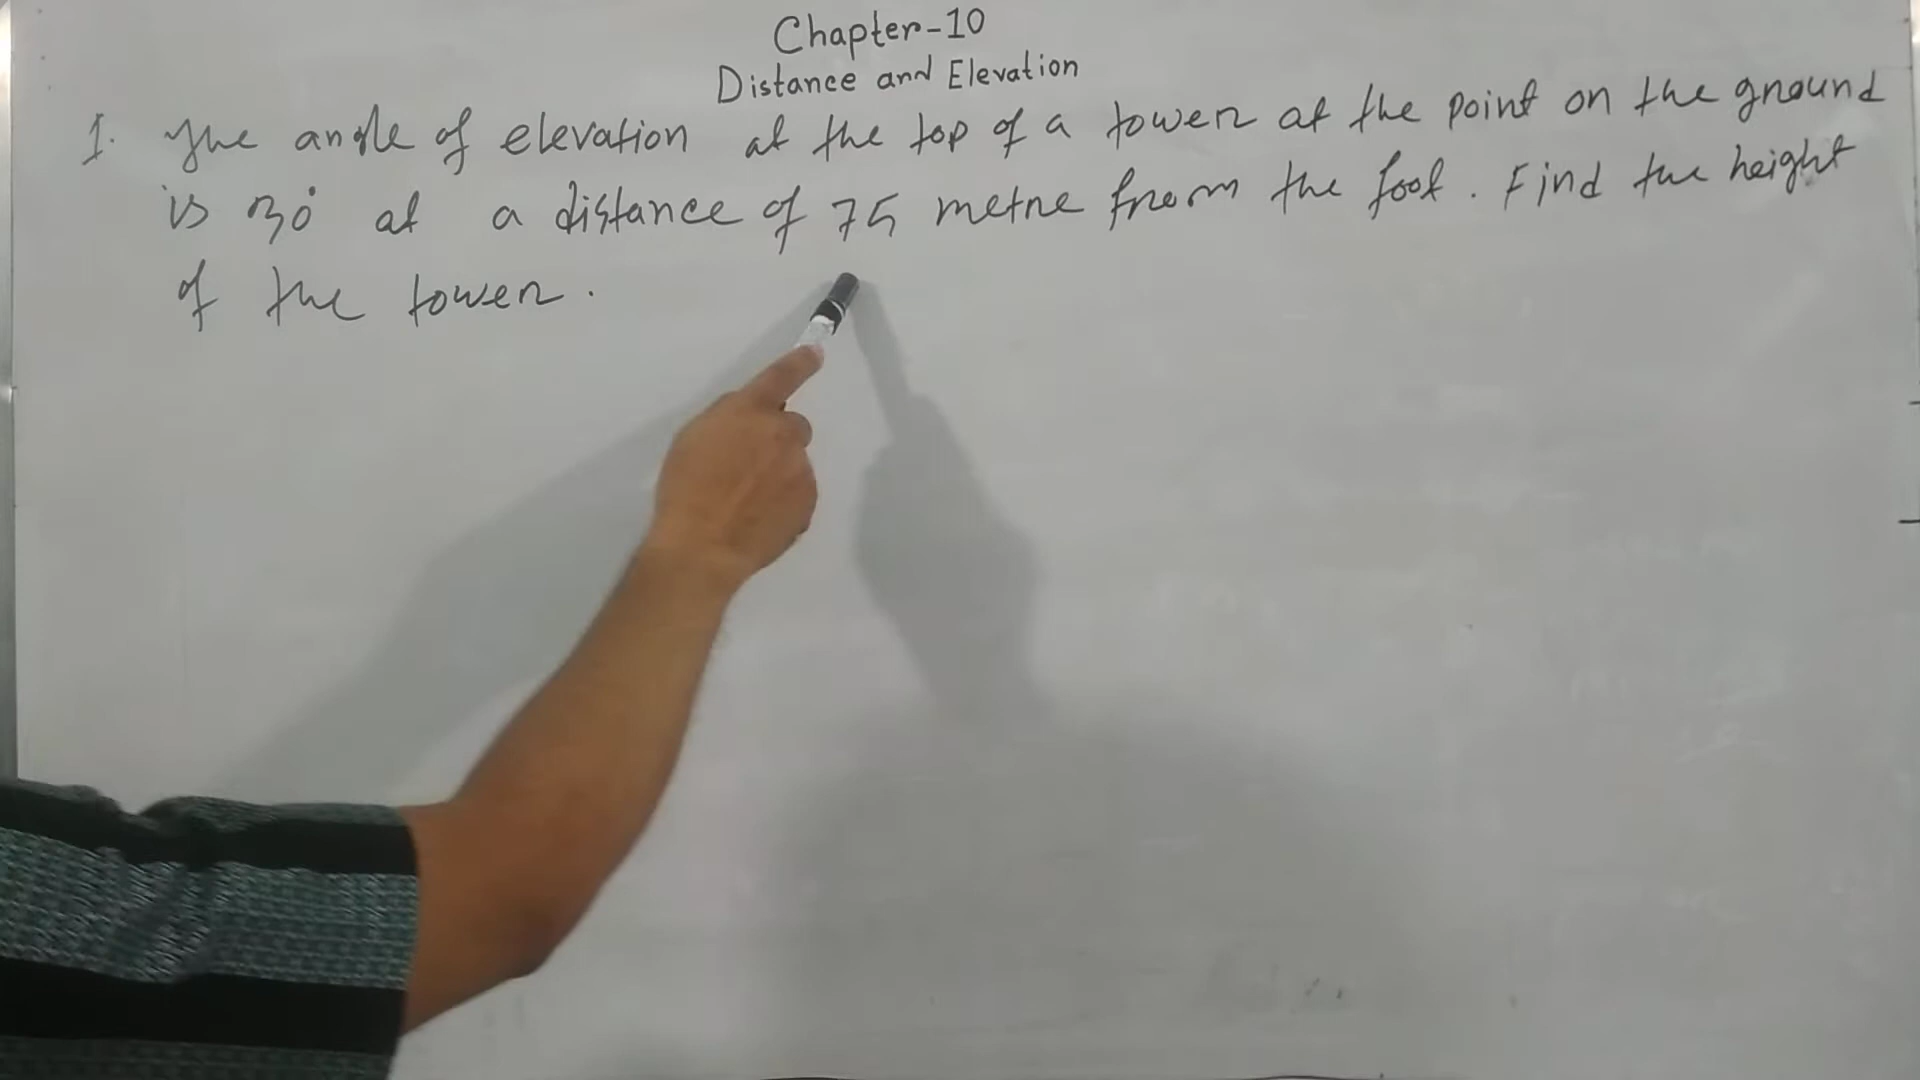 Chapter-10
Distance and Elevation
1. The angle of elevation at the top of a tower at the point on the ground
is 30° at a distance of 75 metre from the foot. Find the height
of the tower.